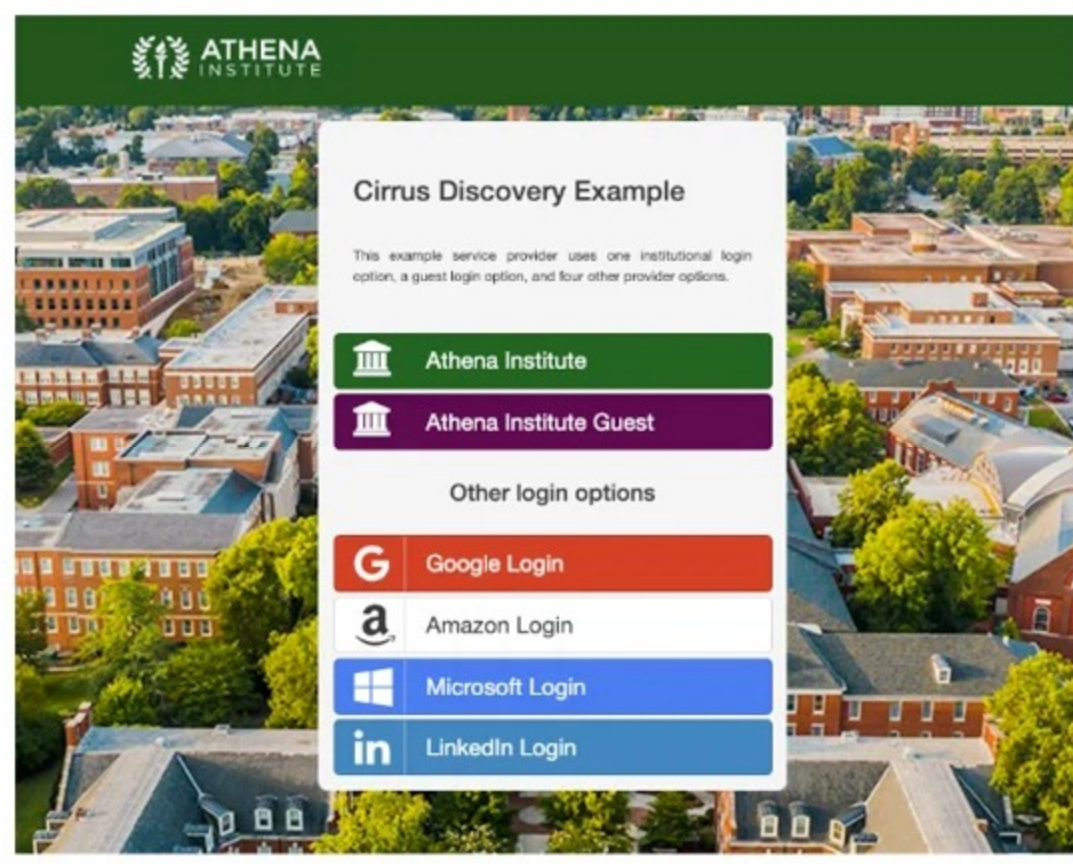 ATHENA
INSTITUTE
Cirrus Discovery Example
This example service provider uses one institutional login
option, a guest login option, and four other provider options.
Athena Institute
Athena Institute Guest
Other login options
G Google Login
a Amazon Login
Microsoft Login
in LinkedIn Login